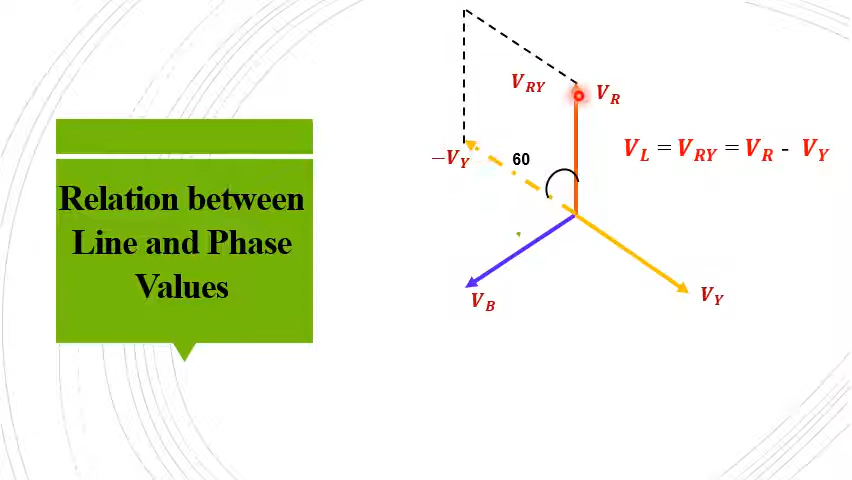 Relation between
Line and Phase
Values
V_RY
V_R
−V_Y
60
V_L = V_RY = V_R - V_Y
V_B
V_Y